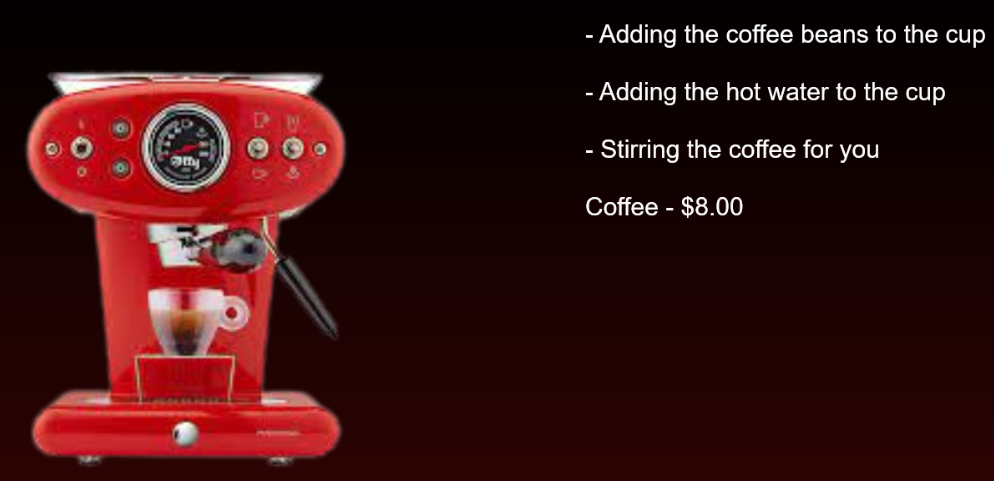 - Adding the coffee beans to the cup
- Adding the hot water to the cup
- Stirring the coffee for you
Coffee - $8.00